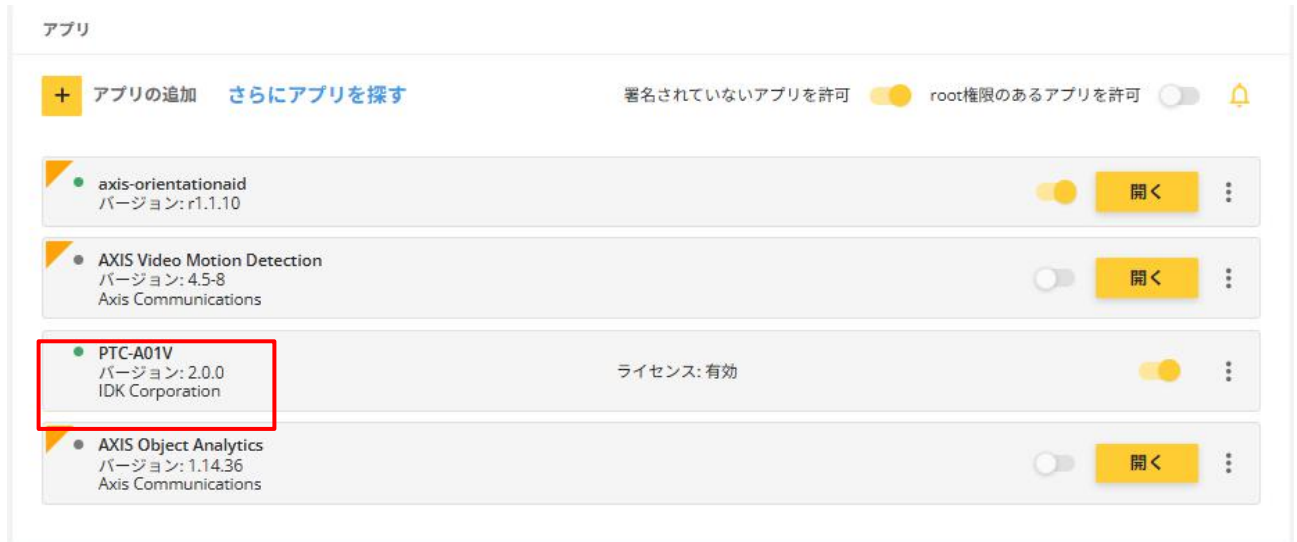 アプリ
+ アプリの追加 さらにアプリを探す 署名されていないアプリを許可 root権限のあるアプリを許可
axis-orientationaid
バージョン: r1.1.10
開く
AXIS Video Motion Detection
バージョン: 4.5-8
Axis Communications
開く
PTC-A01V
バージョン: 2.0.0
IDK Corporation
ライセンス: 有効
AXIS Object Analytics
バージョン: 1.14.36
Axis Communications
開く